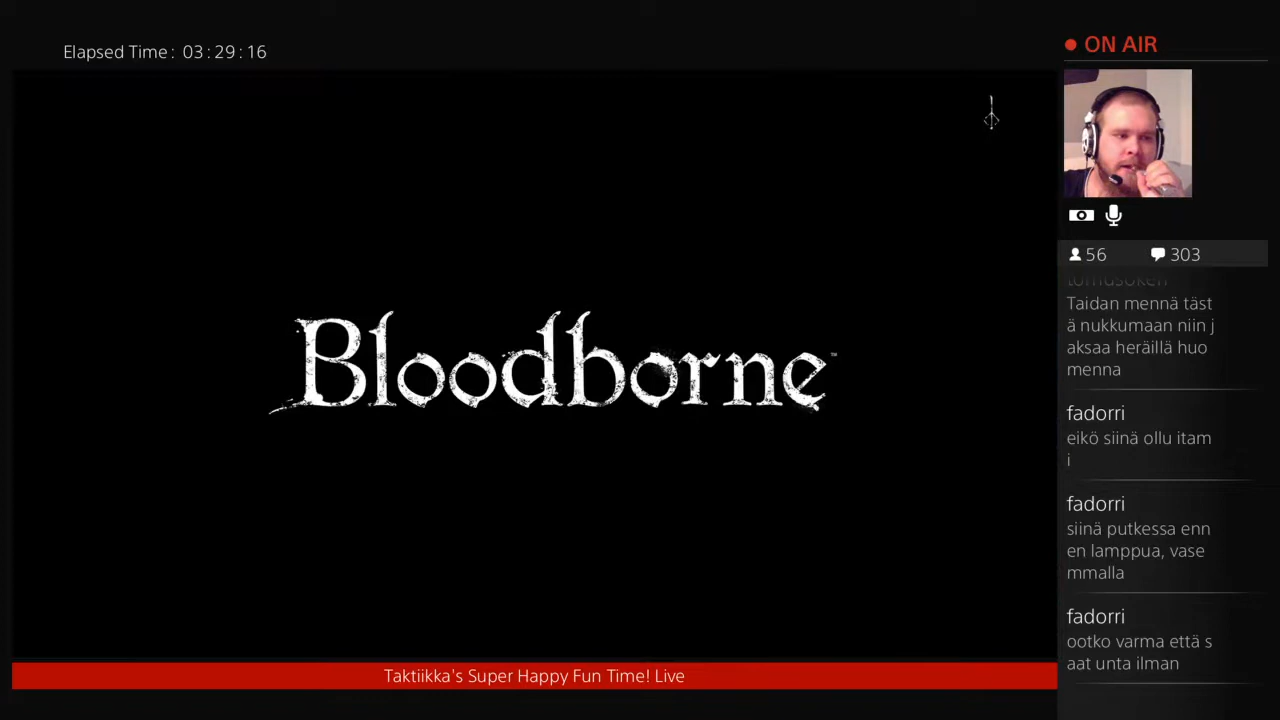 Elapsed Time: 03:29:16
ON AIR
56 303
Taidan mennä täst
ä nukkumaan niin j
aksaa heräillä huo
menna
fadorri
eikö siinä ollu itam
i
fadorri
siinä putkessa enn
en lamppua, vase
mmalla
fadorri
ootko varma että s
aat unta ilman
Bloodborne™
Taktiikka's Super Happy Fun Time! Live